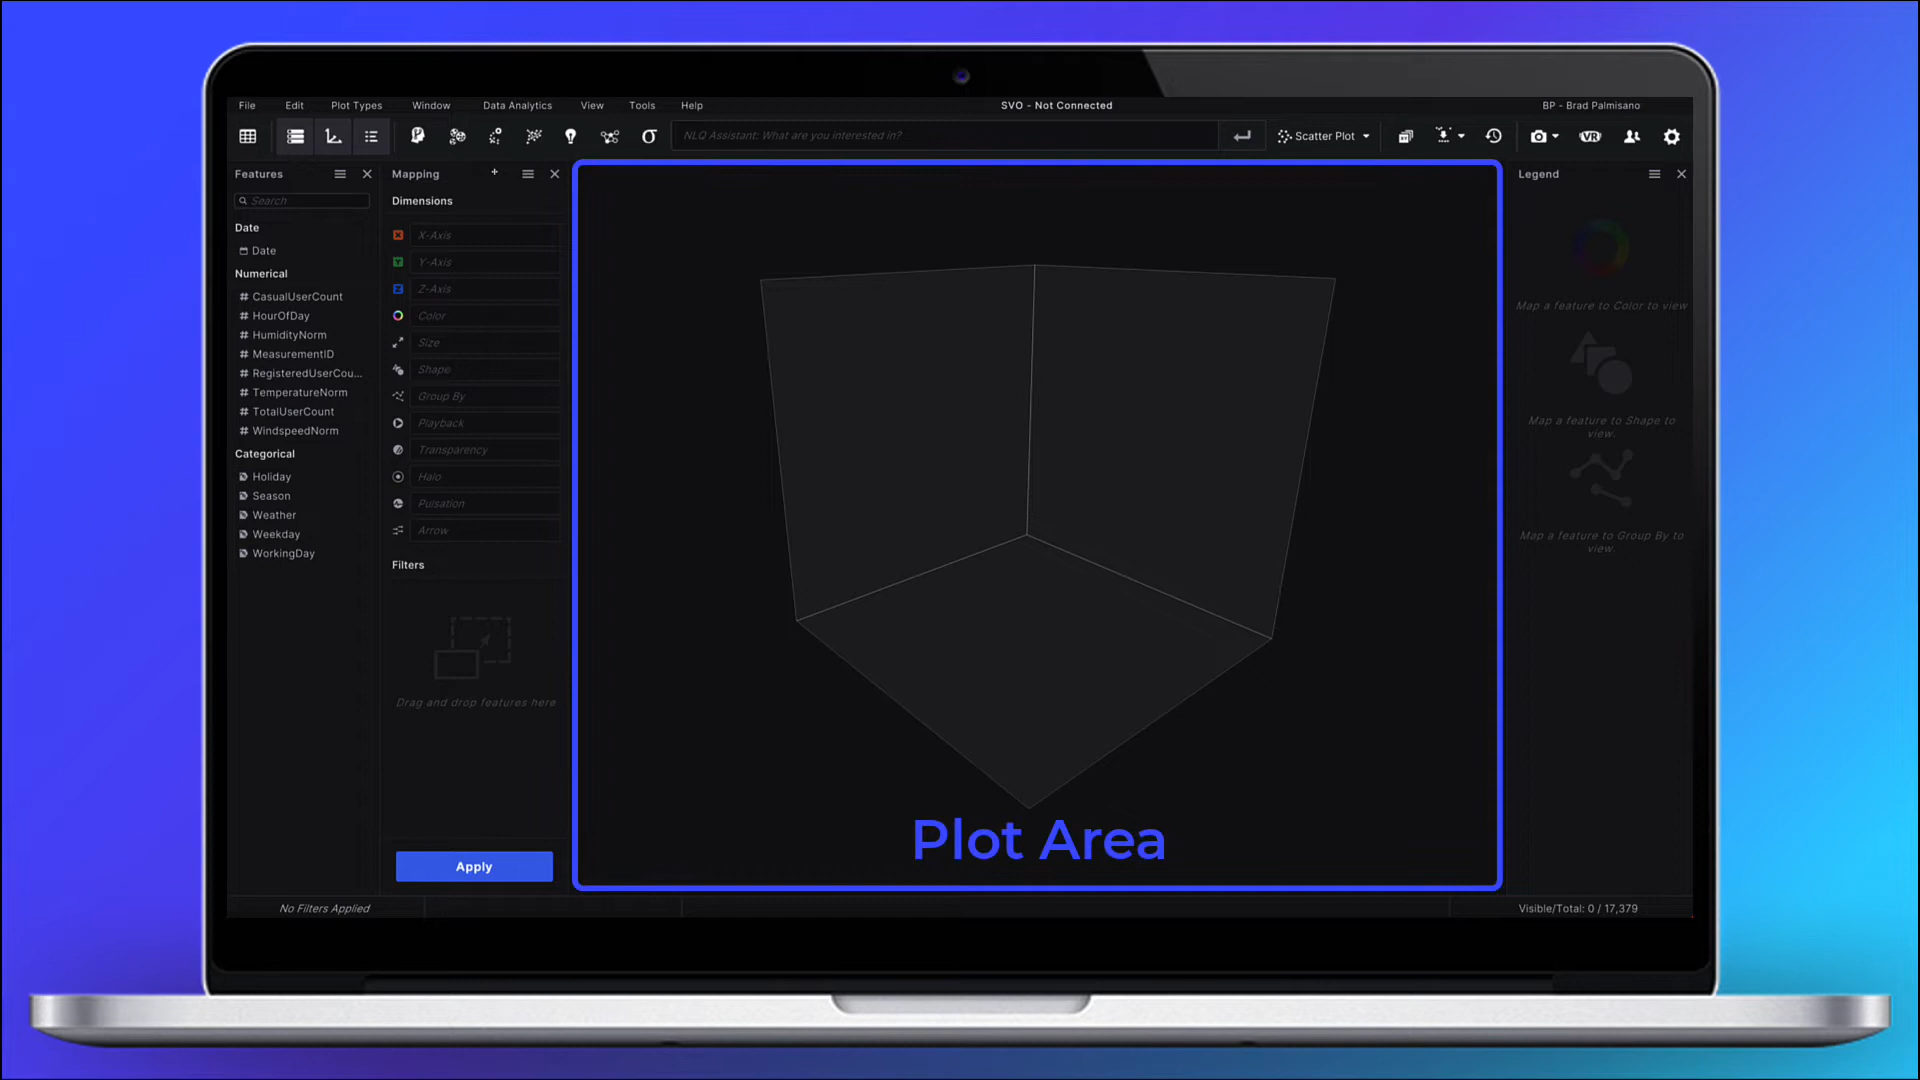 File Edit Plot Types Window Data Analytics View Tools Help SVO - Not Connected BP - Brad Palmisano
NLQ Assistant: What are you interested in? Scatter Plot VR
Features
Search
Date
Date
Numerical
CasualUserCount
HourOfDay
HumidityNorm
MeasurementID
RegisteredUserCou...
TemperatureNorm
TotalUserCount
WindspeedNorm
Categorical
Holiday
Season
Weather
Weekday
WorkingDay
Mapping
Dimensions
X X-Axis
Y Y-Axis
Z Z-Axis
Color
Size
Shape
Group By
Playback
Transparency
Halo
Pulsation
Arrow
Filters
Drag and drop features here
Apply
Plot Area
Legend
Map a feature to Color to view
Map a feature to Shape to
view.
Map a feature to Group By to
view.
No Filters Applied
Visible/Total: 0 / 17,379